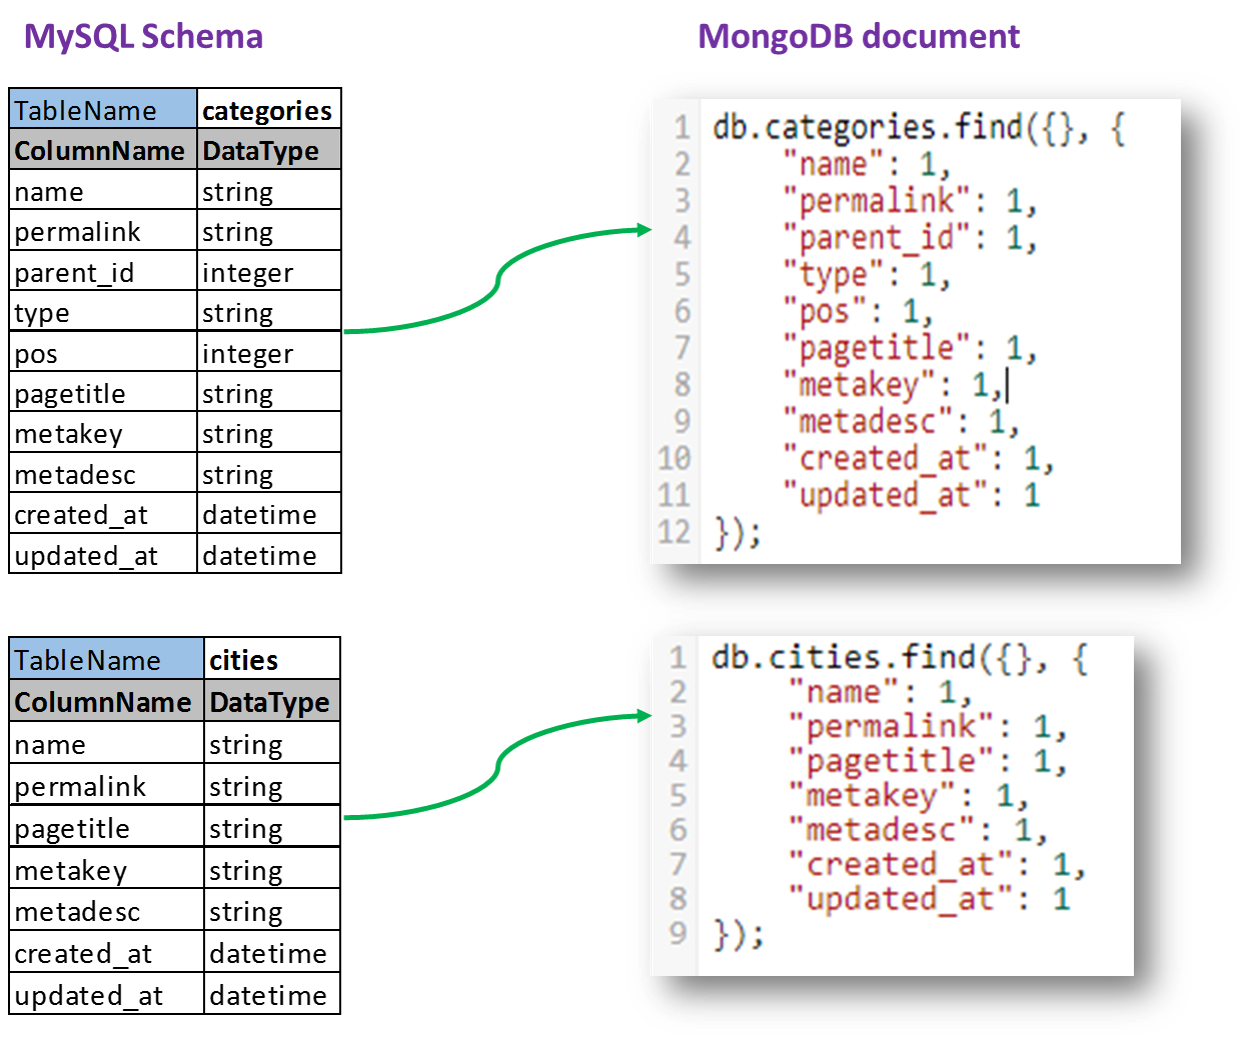 MySQL Schema
MongoDB document
TableName categories
ColumnName DataType
name string
permalink string
parent_id integer
type string
pos integer
pagetitle string
metakey string
metadesc string
created_at datetime
updated_at datetime
1 db.categories.find({}, {
2 "name": 1,
3 "permalink": 1,
4 "parent_id": 1,
5 "type": 1,
6 "pos": 1,
7 "pagetitle": 1,
8 "metakey": 1,
9 "metadesc": 1,
10 "created_at": 1,
11 "updated_at": 1
12 });
TableName cities
ColumnName DataType
name string
permalink string
pagetitle string
metakey string
metadesc string
created_at datetime
updated_at datetime
1 db.cities.find({}, {
2 "name": 1,
3 "permalink": 1,
4 "pagetitle": 1,
5 "metakey": 1,
6 "metadesc": 1,
7 "created_at": 1,
8 "updated_at": 1
9 });